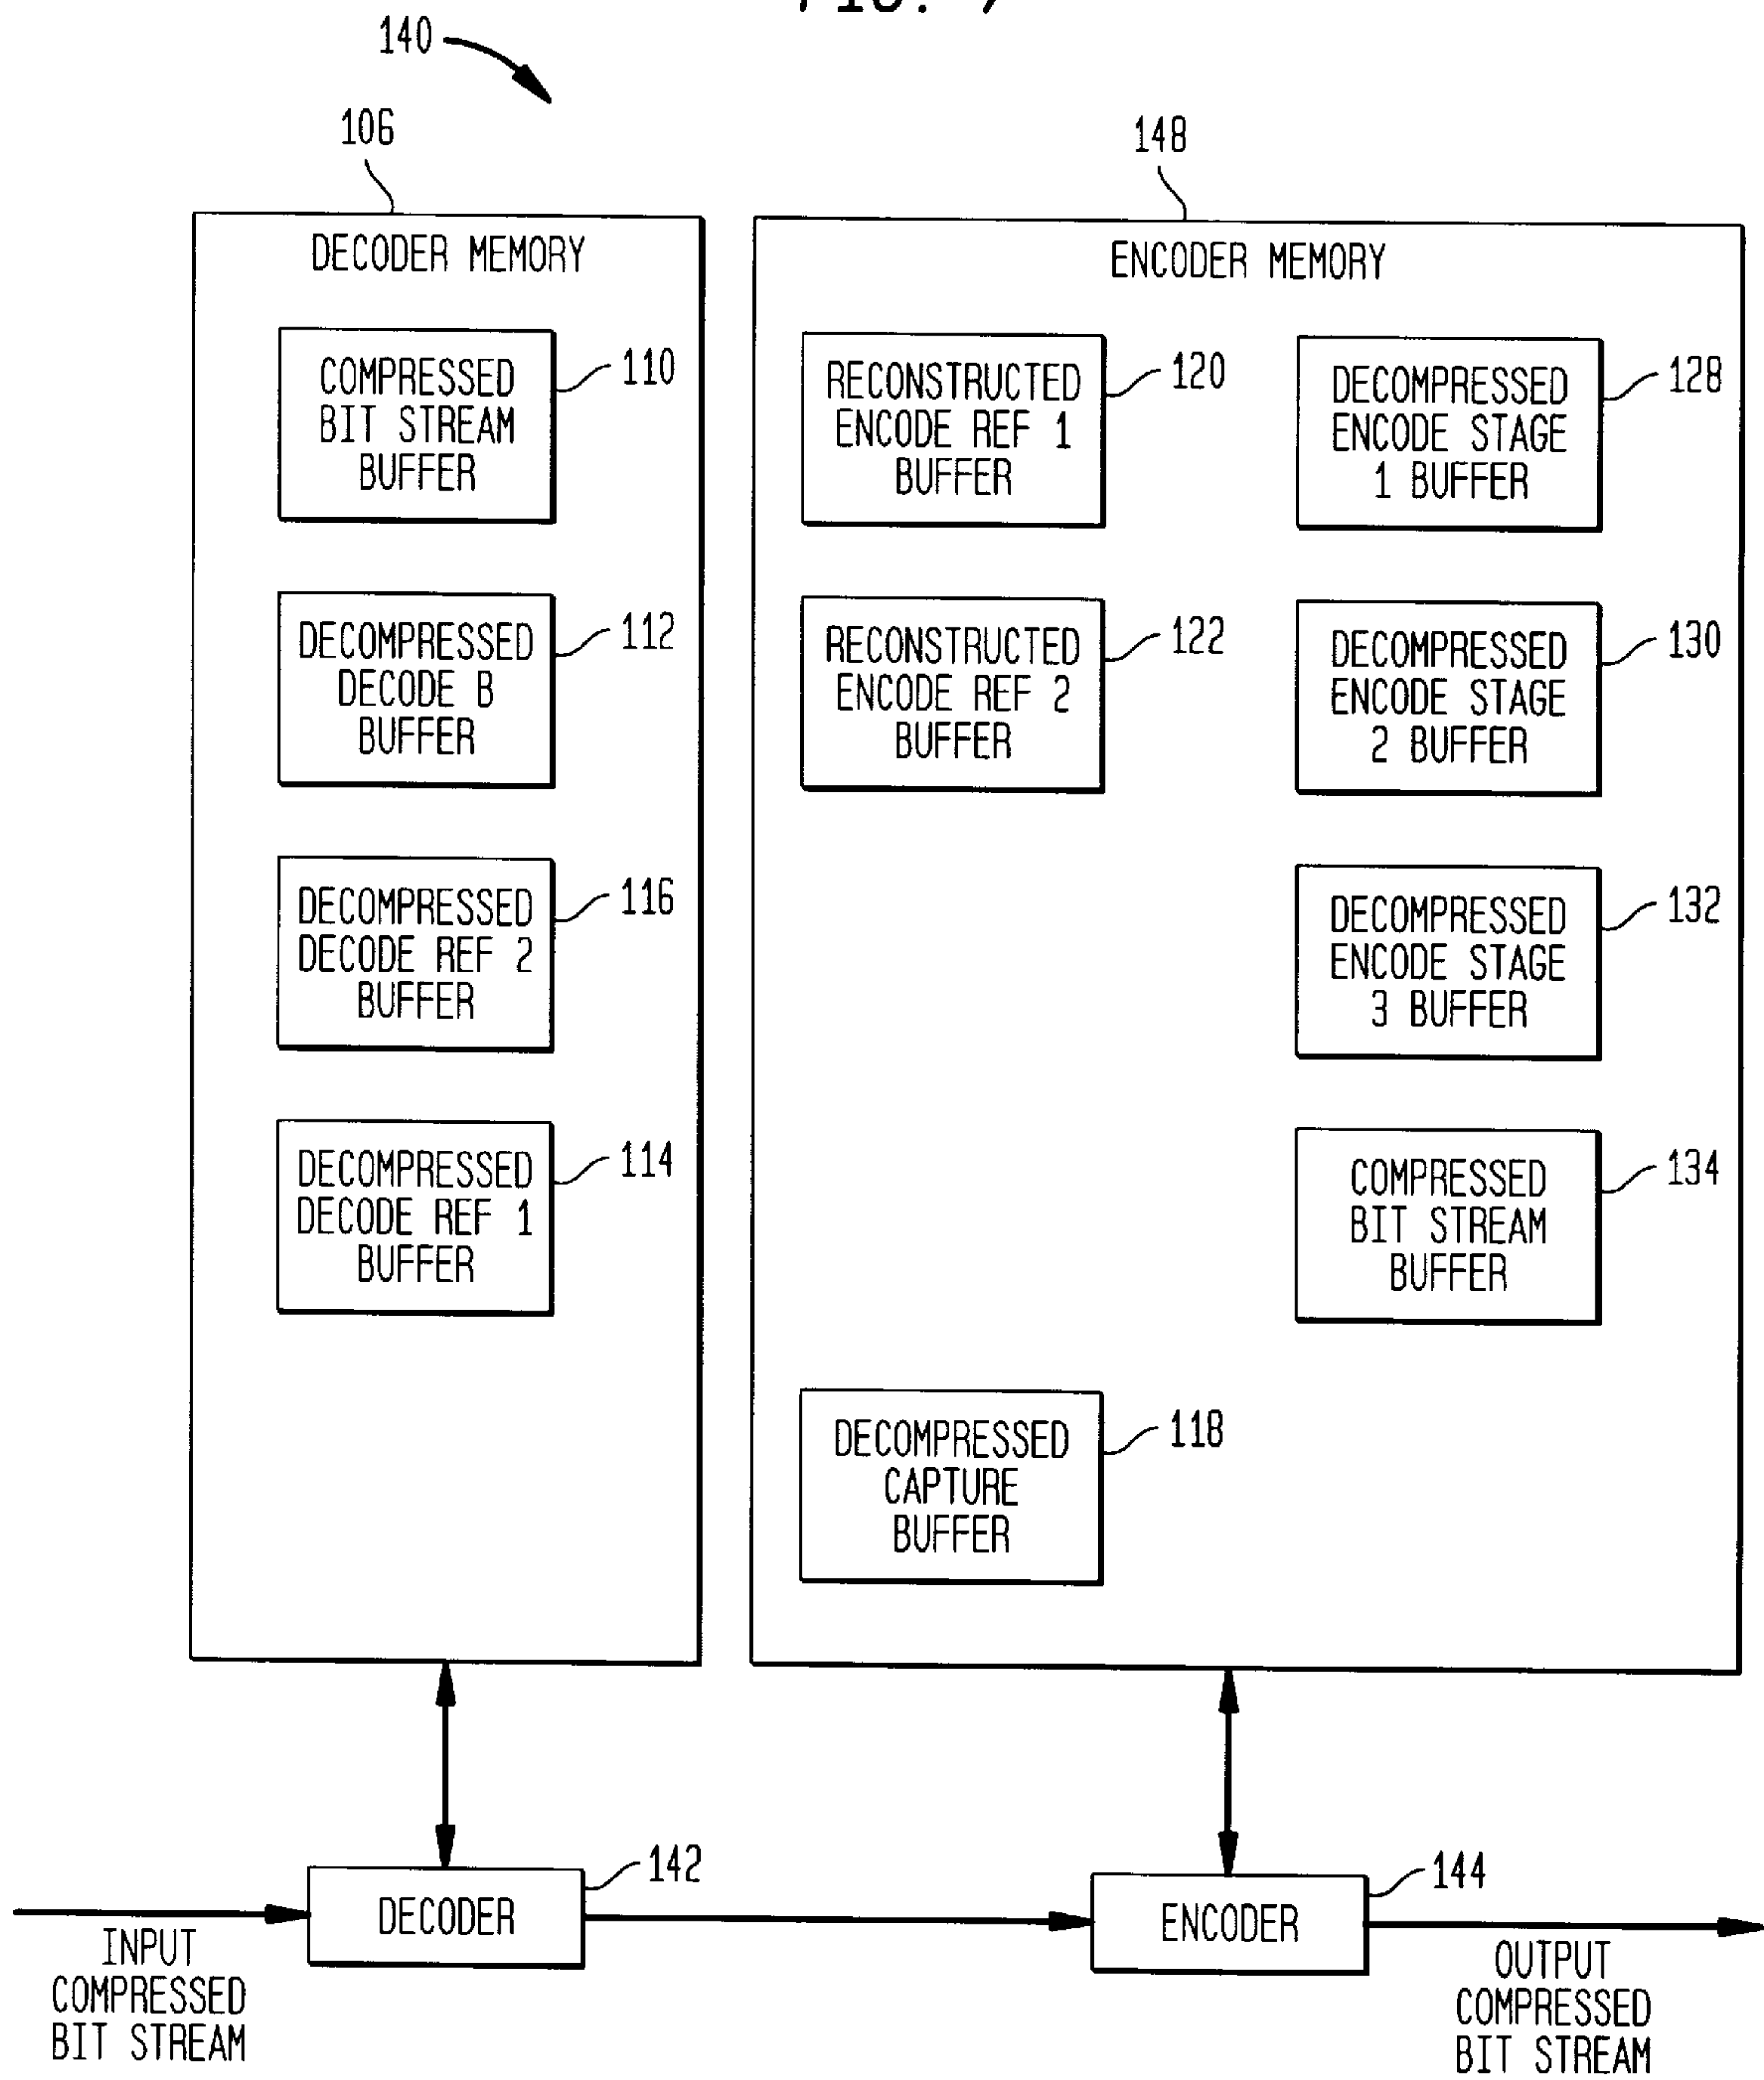 140
106
148
DECODER MEMORY
COMPRESSED
BIT STREAM
BUFFER
110
DECOMPRESSED
DECODE B
BUFFER
112
DECOMPRESSED
DECODE REF 2
BUFFER
116
DECOMPRESSED
DECODE REF 1
BUFFER
114
ENCODER MEMORY
RECONSTRUCTED
ENCODE REF 1
BUFFER
120
DECOMPRESSED
ENCODE STAGE
1 BUFFER
128
RECONSTRUCTED
ENCODE REF 2
BUFFER
122
DECOMPRESSED
ENCODE STAGE
2 BUFFER
130
DECOMPRESSED
ENCODE STAGE
3 BUFFER
132
COMPRESSED
BIT STREAM
BUFFER
134
DECOMPRESSED
CAPTURE
BUFFER
118
INPUT
COMPRESSED
BIT STREAM
DECODER
142
ENCODER
144
OUTPUT
COMPRESSED
BIT STREAM